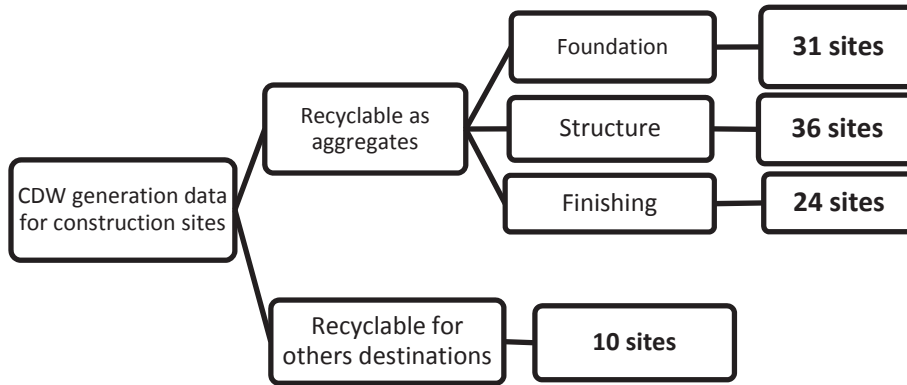 CDW generation data
for construction sites
Recyclable as
aggregates
Foundation
31 sites
Structure
36 sites
Finishing
24 sites
Recyclable for
others destinations
10 sites